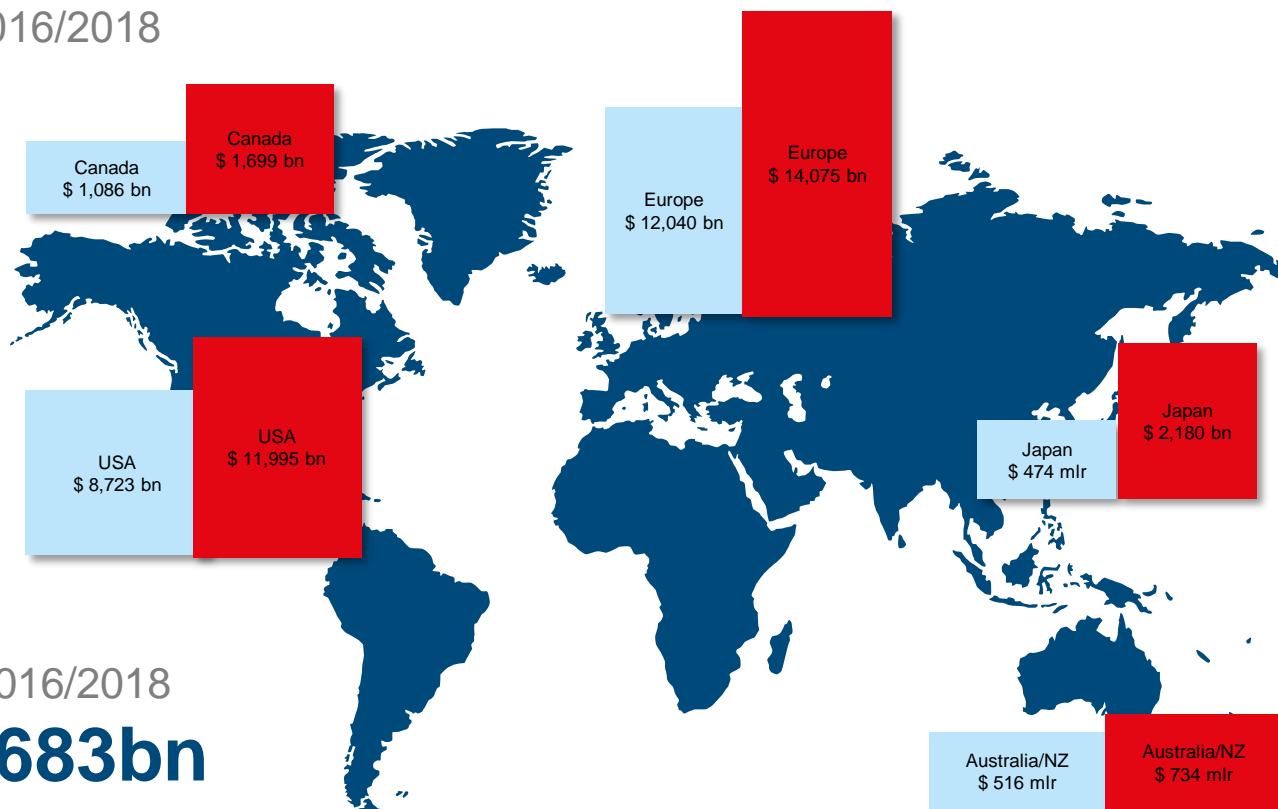 016/2018
Canada
$ 1,086 bn
Canada
$ 1,699 bn
Europe
$ 12,040 bn
Europe
$ 14,075 bn
USA
$ 8,723 bn
USA
$ 11,995 bn
Japan
$ 474 mlr
Japan
$ 2,180 bn
016/2018
683bn
Australia/NZ
$ 516 mlr
Australia/NZ
$ 734 mlr